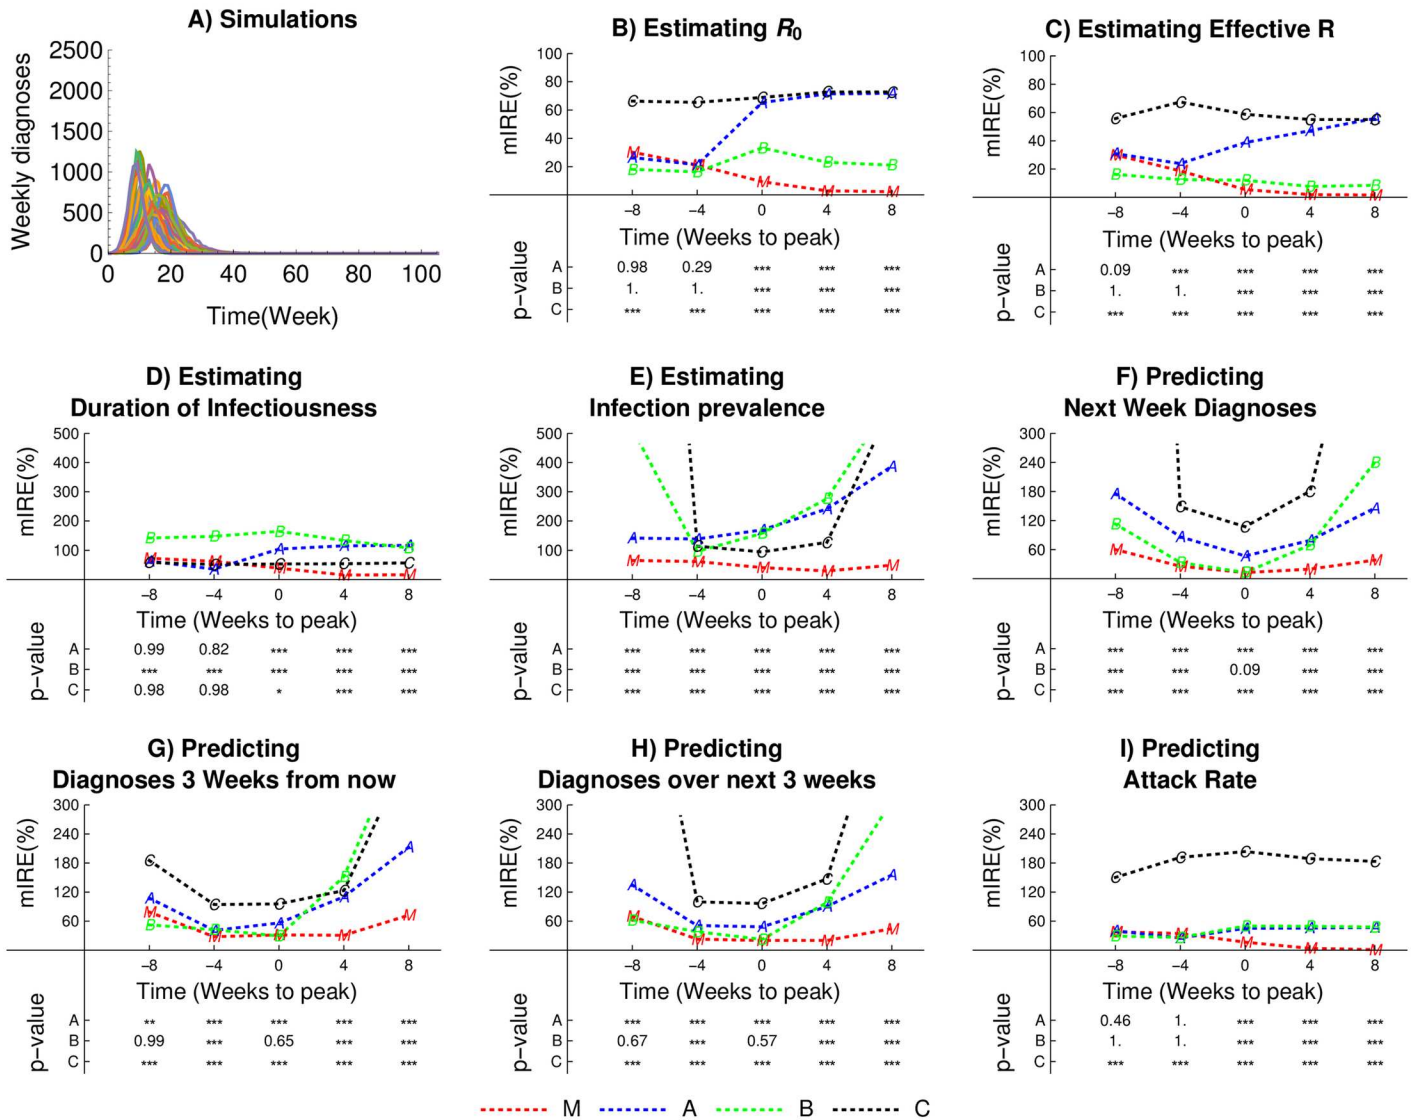 A) Simulations
Weekly diagnoses
2500
2000
1500
1000
500
0
0 20 40 60 80 100
Time(Week)
B) Estimating R0
mIRE(%)
100
80
60
40
20
M A B C
-8 -4 0 4 8
Time (Weeks to peak)
p-value
A 0.98 0.29 *** *** ***
B 1. 1. *** *** ***
C *** *** *** *** ***
C) Estimating Effective R
mIRE(%)
100
80
60
40
20
M A B C
-8 -4 0 4 8
Time (Weeks to peak)
p-value
A 0.09 *** *** *** ***
B 1. 1. *** *** ***
C *** *** *** *** ***
D) Estimating
Duration of Infectiousness
mIRE(%)
500
400
300
200
100
M A B C
-8 -4 0 4 8
Time (Weeks to peak)
p-value
A 0.99 0.82 *** *** ***
B *** *** *** *** ***
C 0.98 0.98 * *** ***
E) Estimating
Infection prevalence
mIRE(%)
500
400
300
200
100
M A B C
-8 -4 0 4 8
Time (Weeks to peak)
p-value
A *** *** *** *** ***
B *** *** *** *** ***
C *** *** *** *** ***
F) Predicting
Next Week Diagnoses
mIRE(%)
300
240
180
120
60
M A B C
-8 -4 0 4 8
Time (Weeks to peak)
p-value
A *** *** *** *** ***
B *** *** 0.09 *** ***
C *** *** *** *** ***
G) Predicting
Diagnoses 3 Weeks from now
mIRE(%)
300
240
180
120
60
M A B C
-8 -4 0 4 8
Time (Weeks to peak)
p-value
A ** *** *** *** ***
B 0.99 *** 0.65 *** ***
C *** *** *** *** ***
H) Predicting
Diagnoses over next 3 weeks
mIRE(%)
300
240
180
120
60
M A B C
-8 -4 0 4 8
Time (Weeks to peak)
p-value
A *** *** *** *** ***
B 0.67 *** 0.57 *** ***
C *** *** *** *** ***
I) Predicting
Attack Rate
mIRE(%)
300
240
180
120
60
M A B C
-8 -4 0 4 8
Time (Weeks to peak)
p-value
A 0.46 1. *** *** ***
B 1. 1. *** *** ***
C *** *** *** *** ***
M A B C